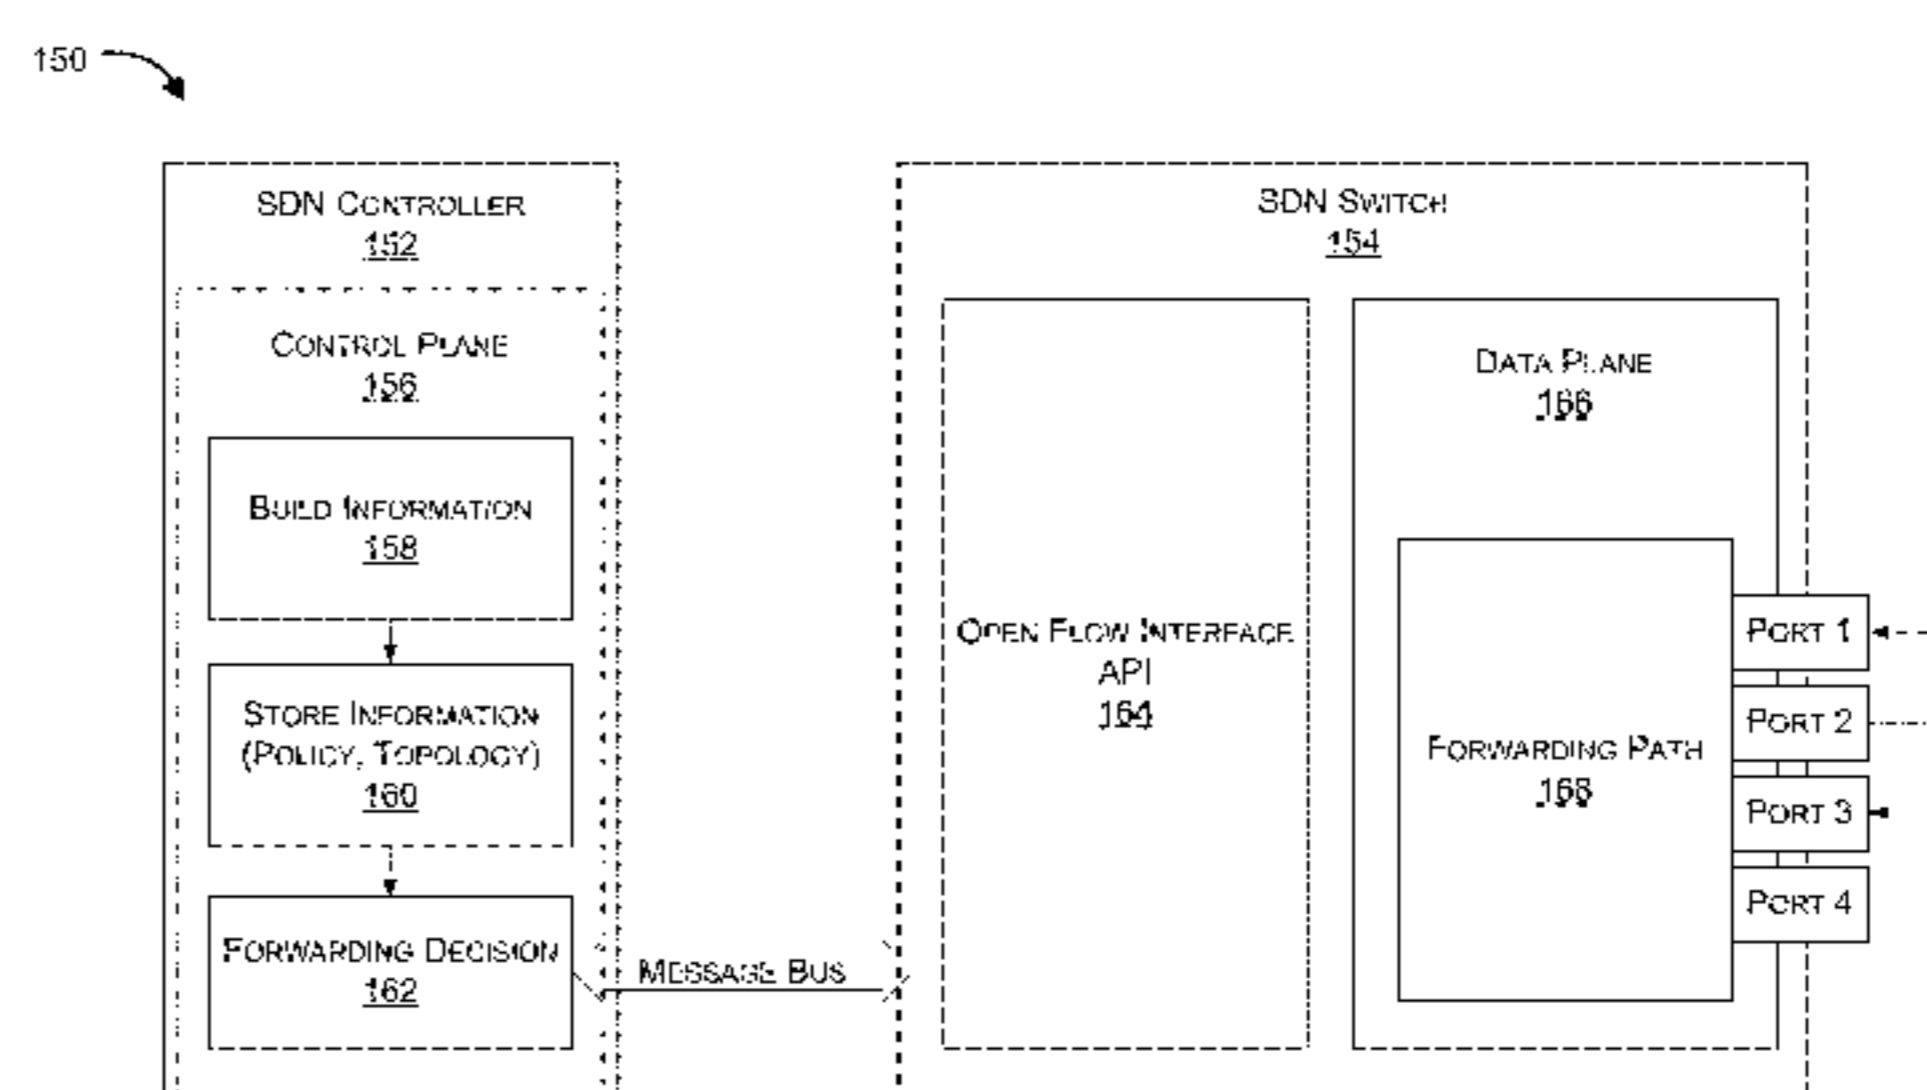 150
SDN CONTROLLER
152
CONTROL PLANE
156
BUILD INFORMATION
158
STORE INFORMATION
(POLICY, TOPOLOGY)
160
FORWARDING DECISION
162
MESSAGE BUS
SDN SWITCH
154
OPEN FLOW INTERFACE
API
164
DATA PLANE
166
FORWARDING PATH
168
PORT 1
PORT 2
PORT 3
PORT 4